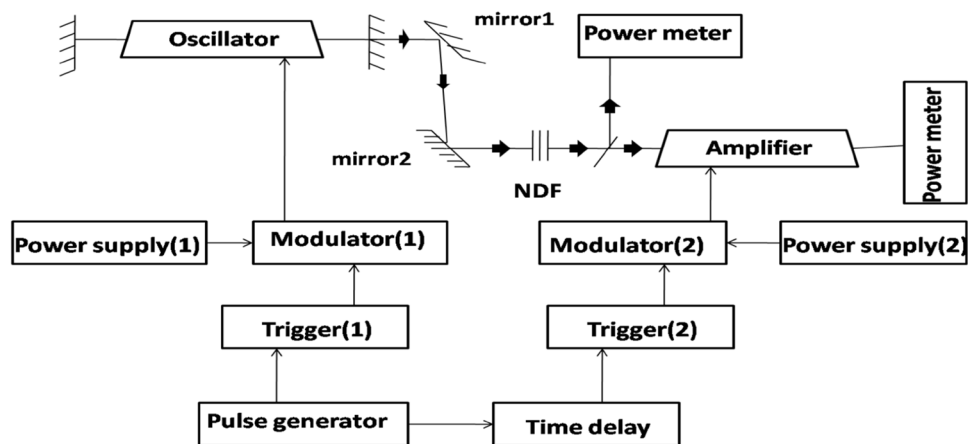 mirror1
Oscillator
Power meter
mirror2
Amplifier
Power meter
NDF
Power supply(1)
Modulator(1)
Modulator(2)
Power supply(2)
Trigger(1)
Trigger(2)
Pulse generator
Time delay